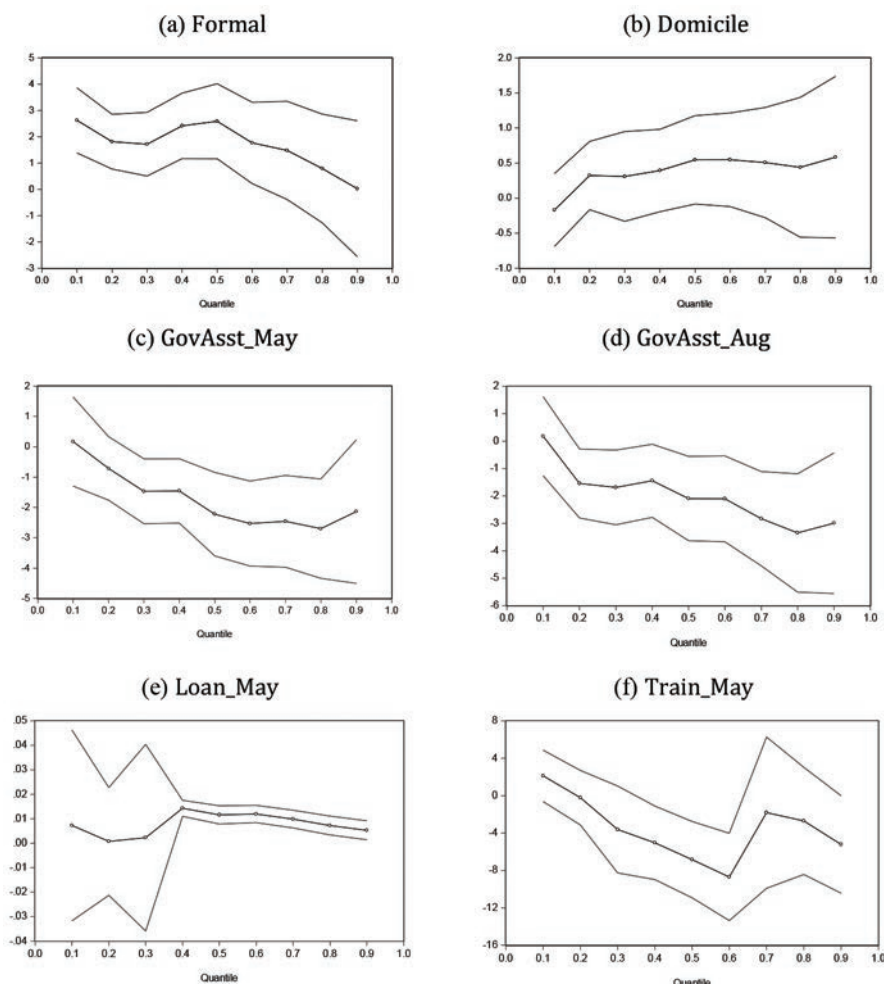 (a) Formal
(b) Domicile
5
4
3
2
1
0
-1
-2
-3
0.0 0.1 0.2 0.3 0.4 0.5 0.6 0.7 0.8 0.9 1.0
Quantile
2.0
1.5
1.0
0.5
0.0
-0.5
-1.0
0.0 0.1 0.2 0.3 0.4 0.5 0.6 0.7 0.8 0.9 1.0
Quantile
(c) GovAsst_May
(d) GovAsst_Aug
2
1
0
-1
-2
-3
-4
-5
0.0 0.1 0.2 0.3 0.4 0.5 0.6 0.7 0.8 0.9 1.0
Quantile
2
1
0
-1
-2
-3
-4
-5
-6
0.0 0.1 0.2 0.3 0.4 0.5 0.6 0.7 0.8 0.9 1.0
Quantile
(e) Loan_May
(f) Train_May
.05
.04
.03
.02
.01
.00
-.01
-.02
-.03
-.04
0.0 0.1 0.2 0.3 0.4 0.5 0.6 0.7 0.8 0.9 1.0
Quantile
8
4
0
-4
-8
-12
-16
0.0 0.1 0.2 0.3 0.4 0.5 0.6 0.7 0.8 0.9 1.0
Quantile